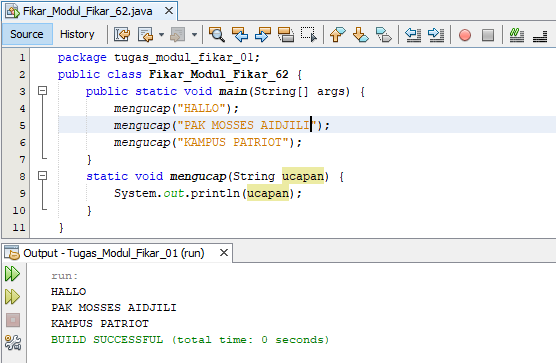 Fikar_Modul_Fikar_62.java
Source History
1 package tugas_modul_fikar_01;
2 public class Fikar_Modul_Fikar_62 {
3 public static void main(String[] args) {
4 mengucap("HALLO");
5 mengucap("PAK MOSSES AIDJILI");
6 mengucap("KAMPUS PATRIOT");
7 }
8 static void mengucap(String ucapan) {
9 System.out.println(ucapan);
10 }
11 }
Output - Tugas_Modul_Fikar_01 (run)
run:
HALLO
PAK MOSSES AIDJILI
KAMPUS PATRIOT
BUILD SUCCESSFUL (total time: 0 seconds)